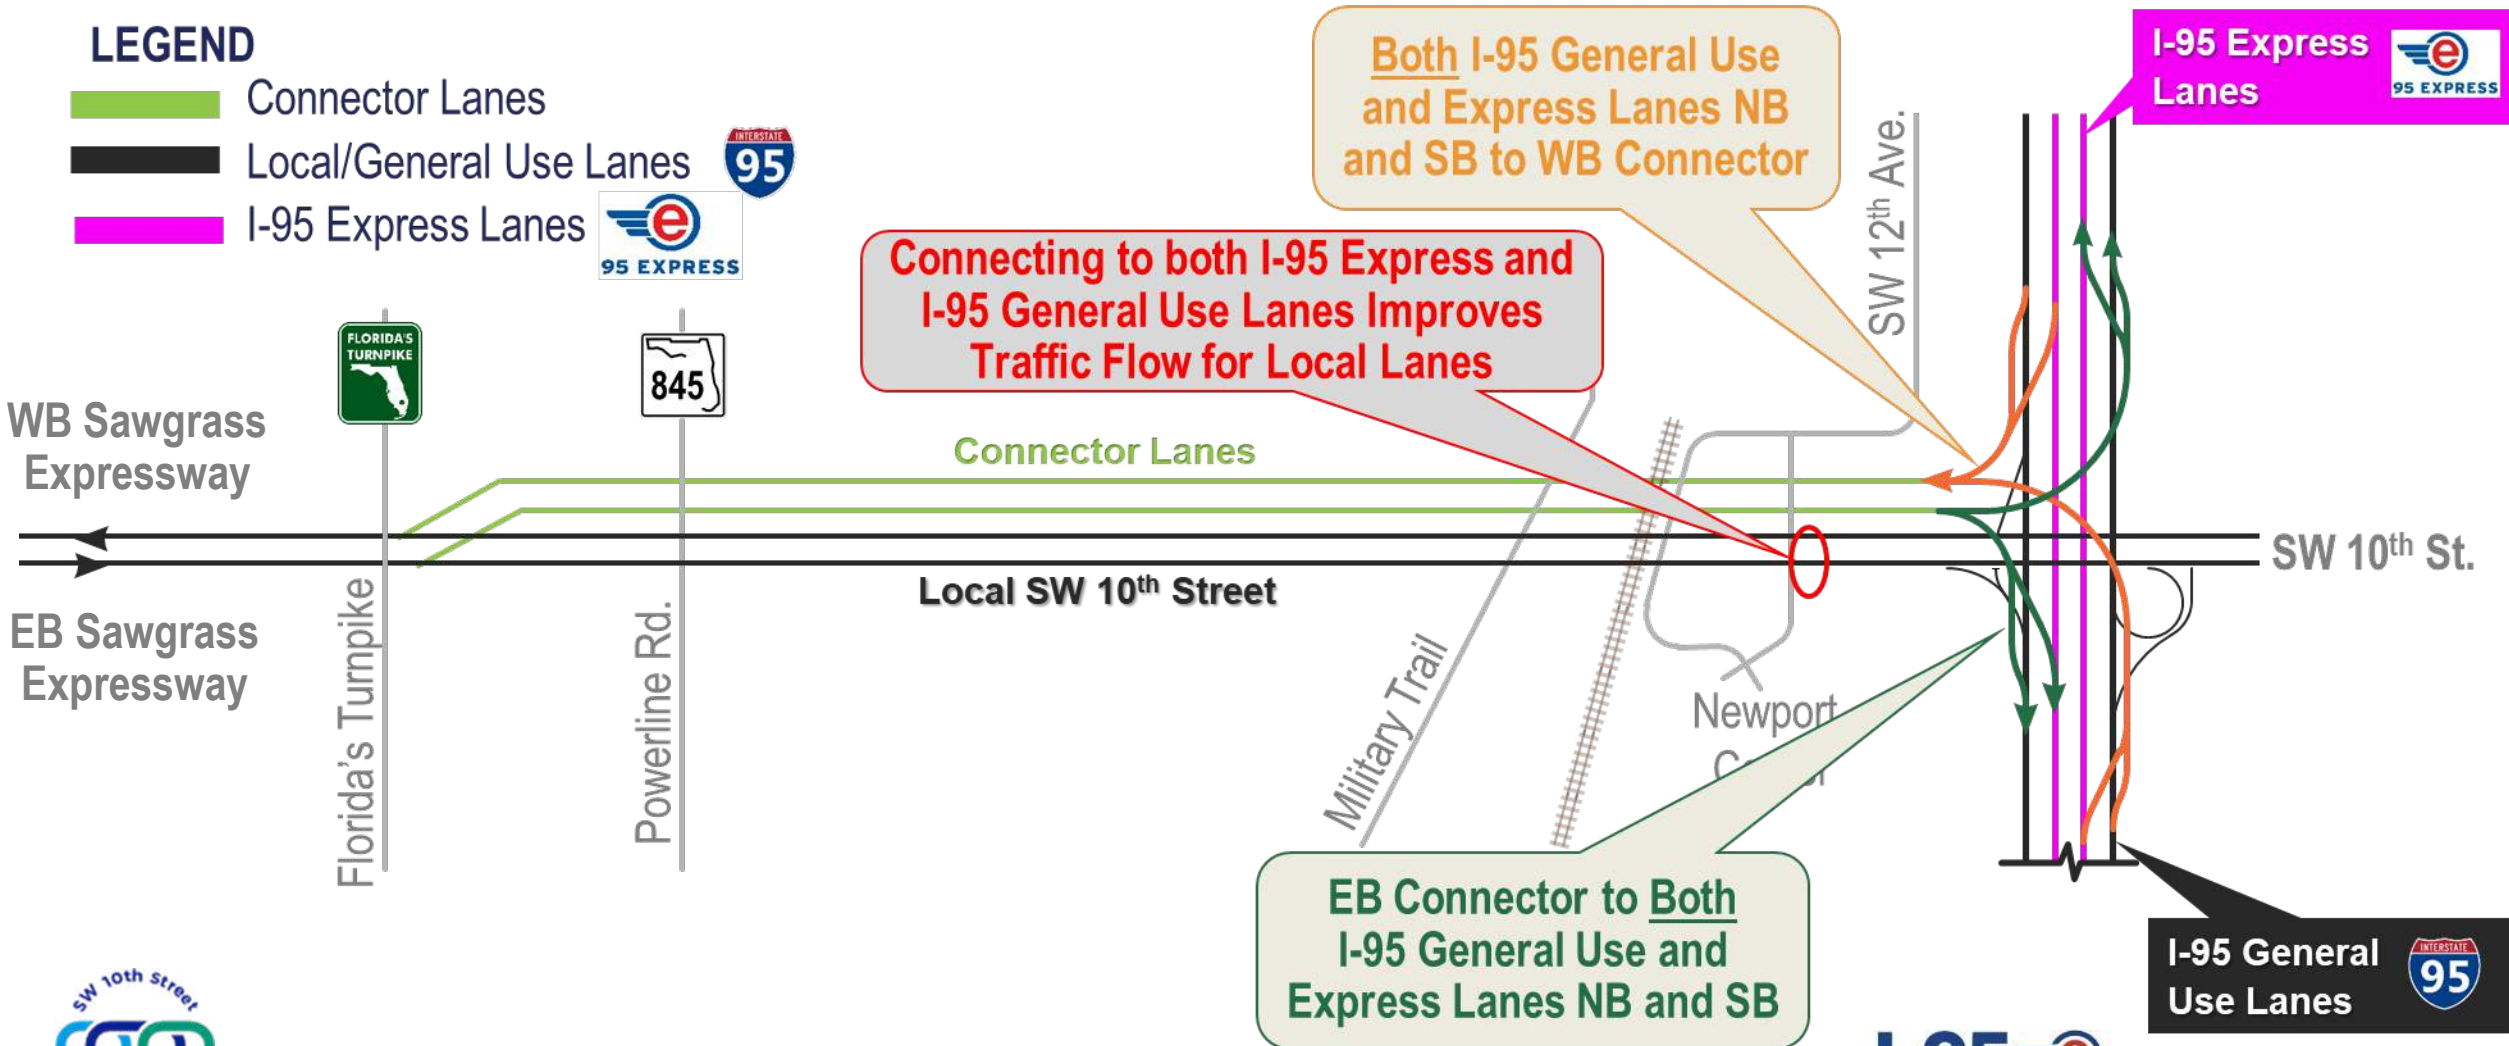 LEGEND
Connector Lanes
Local/General Use Lanes
INTERSTATE
95
I-95 Express Lanes
e
95 EXPRESS
Both I-95 General Use
and Express Lanes NB
and SB to WB Connector
I-95 Express
Lanes
e
95 EXPRESS
SW 12th Ave.
Connecting to both I-95 Express and
I-95 General Use Lanes Improves
Traffic Flow for Local Lanes
FLORIDA'S
TURNPIKE
845
WB Sawgrass
Expressway
Connector Lanes
SW 10th St.
Local SW 10th Street
EB Sawgrass
Expressway
Florida's Turnpike
Powerline Rd.
Military Trail
Newport
EB Connector to Both
I-95 General Use and
Express Lanes NB and SB
I-95 General
Use Lanes
INTERSTATE
95
SW 10th Street